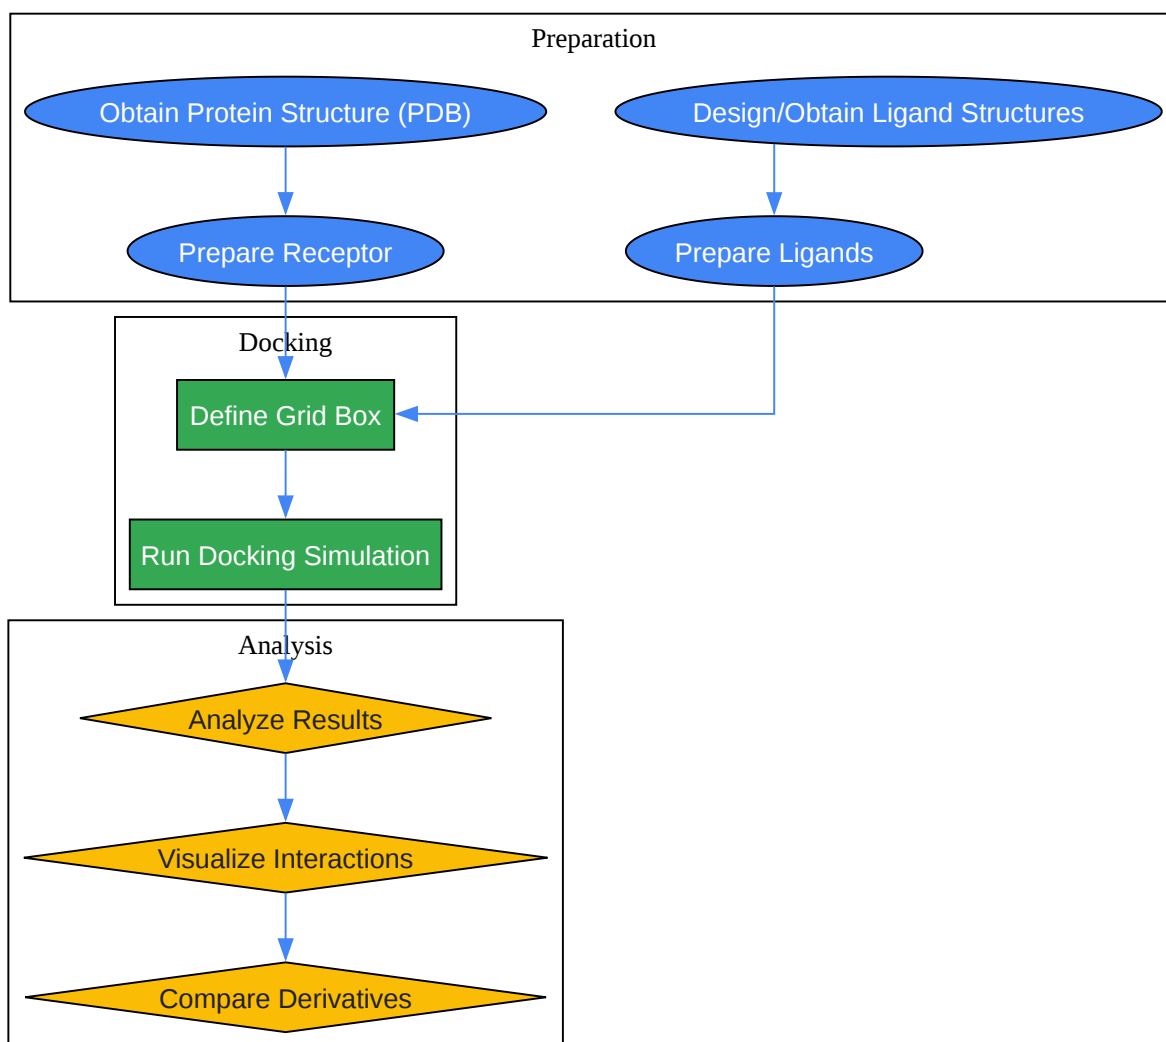 Preparation
Obtain Protein Structure (PDB)
Design/Obtain Ligand Structures
Prepare Receptor
Prepare Ligands
Docking
Define Grid Box
Run Docking Simulation
Analysis
Analyze Results
Visualize Interactions
Compare Derivatives